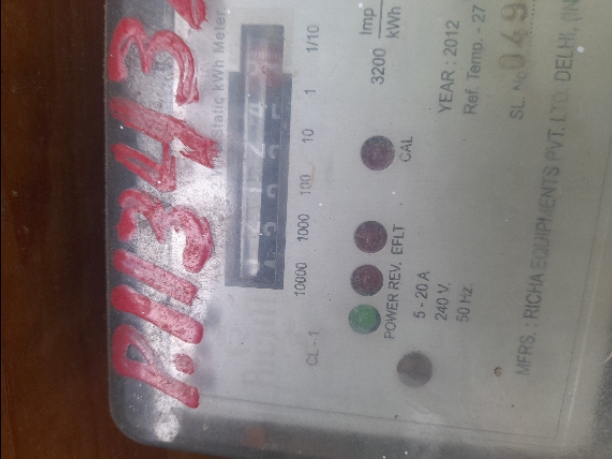 P.11343
Static kWh Meter
10000 1000 100 10 1 1/10
CL - 1
3200 Imp
kWh
POWER REV. EFLT CAL
5 - 20 A
240 V.
50 Hz.
YEAR : 2012
Ref. Temp. - 27
SL. No. 049
MFRS. : RICHA EQUIPMENTS PVT. LTD. DELHI, (IN